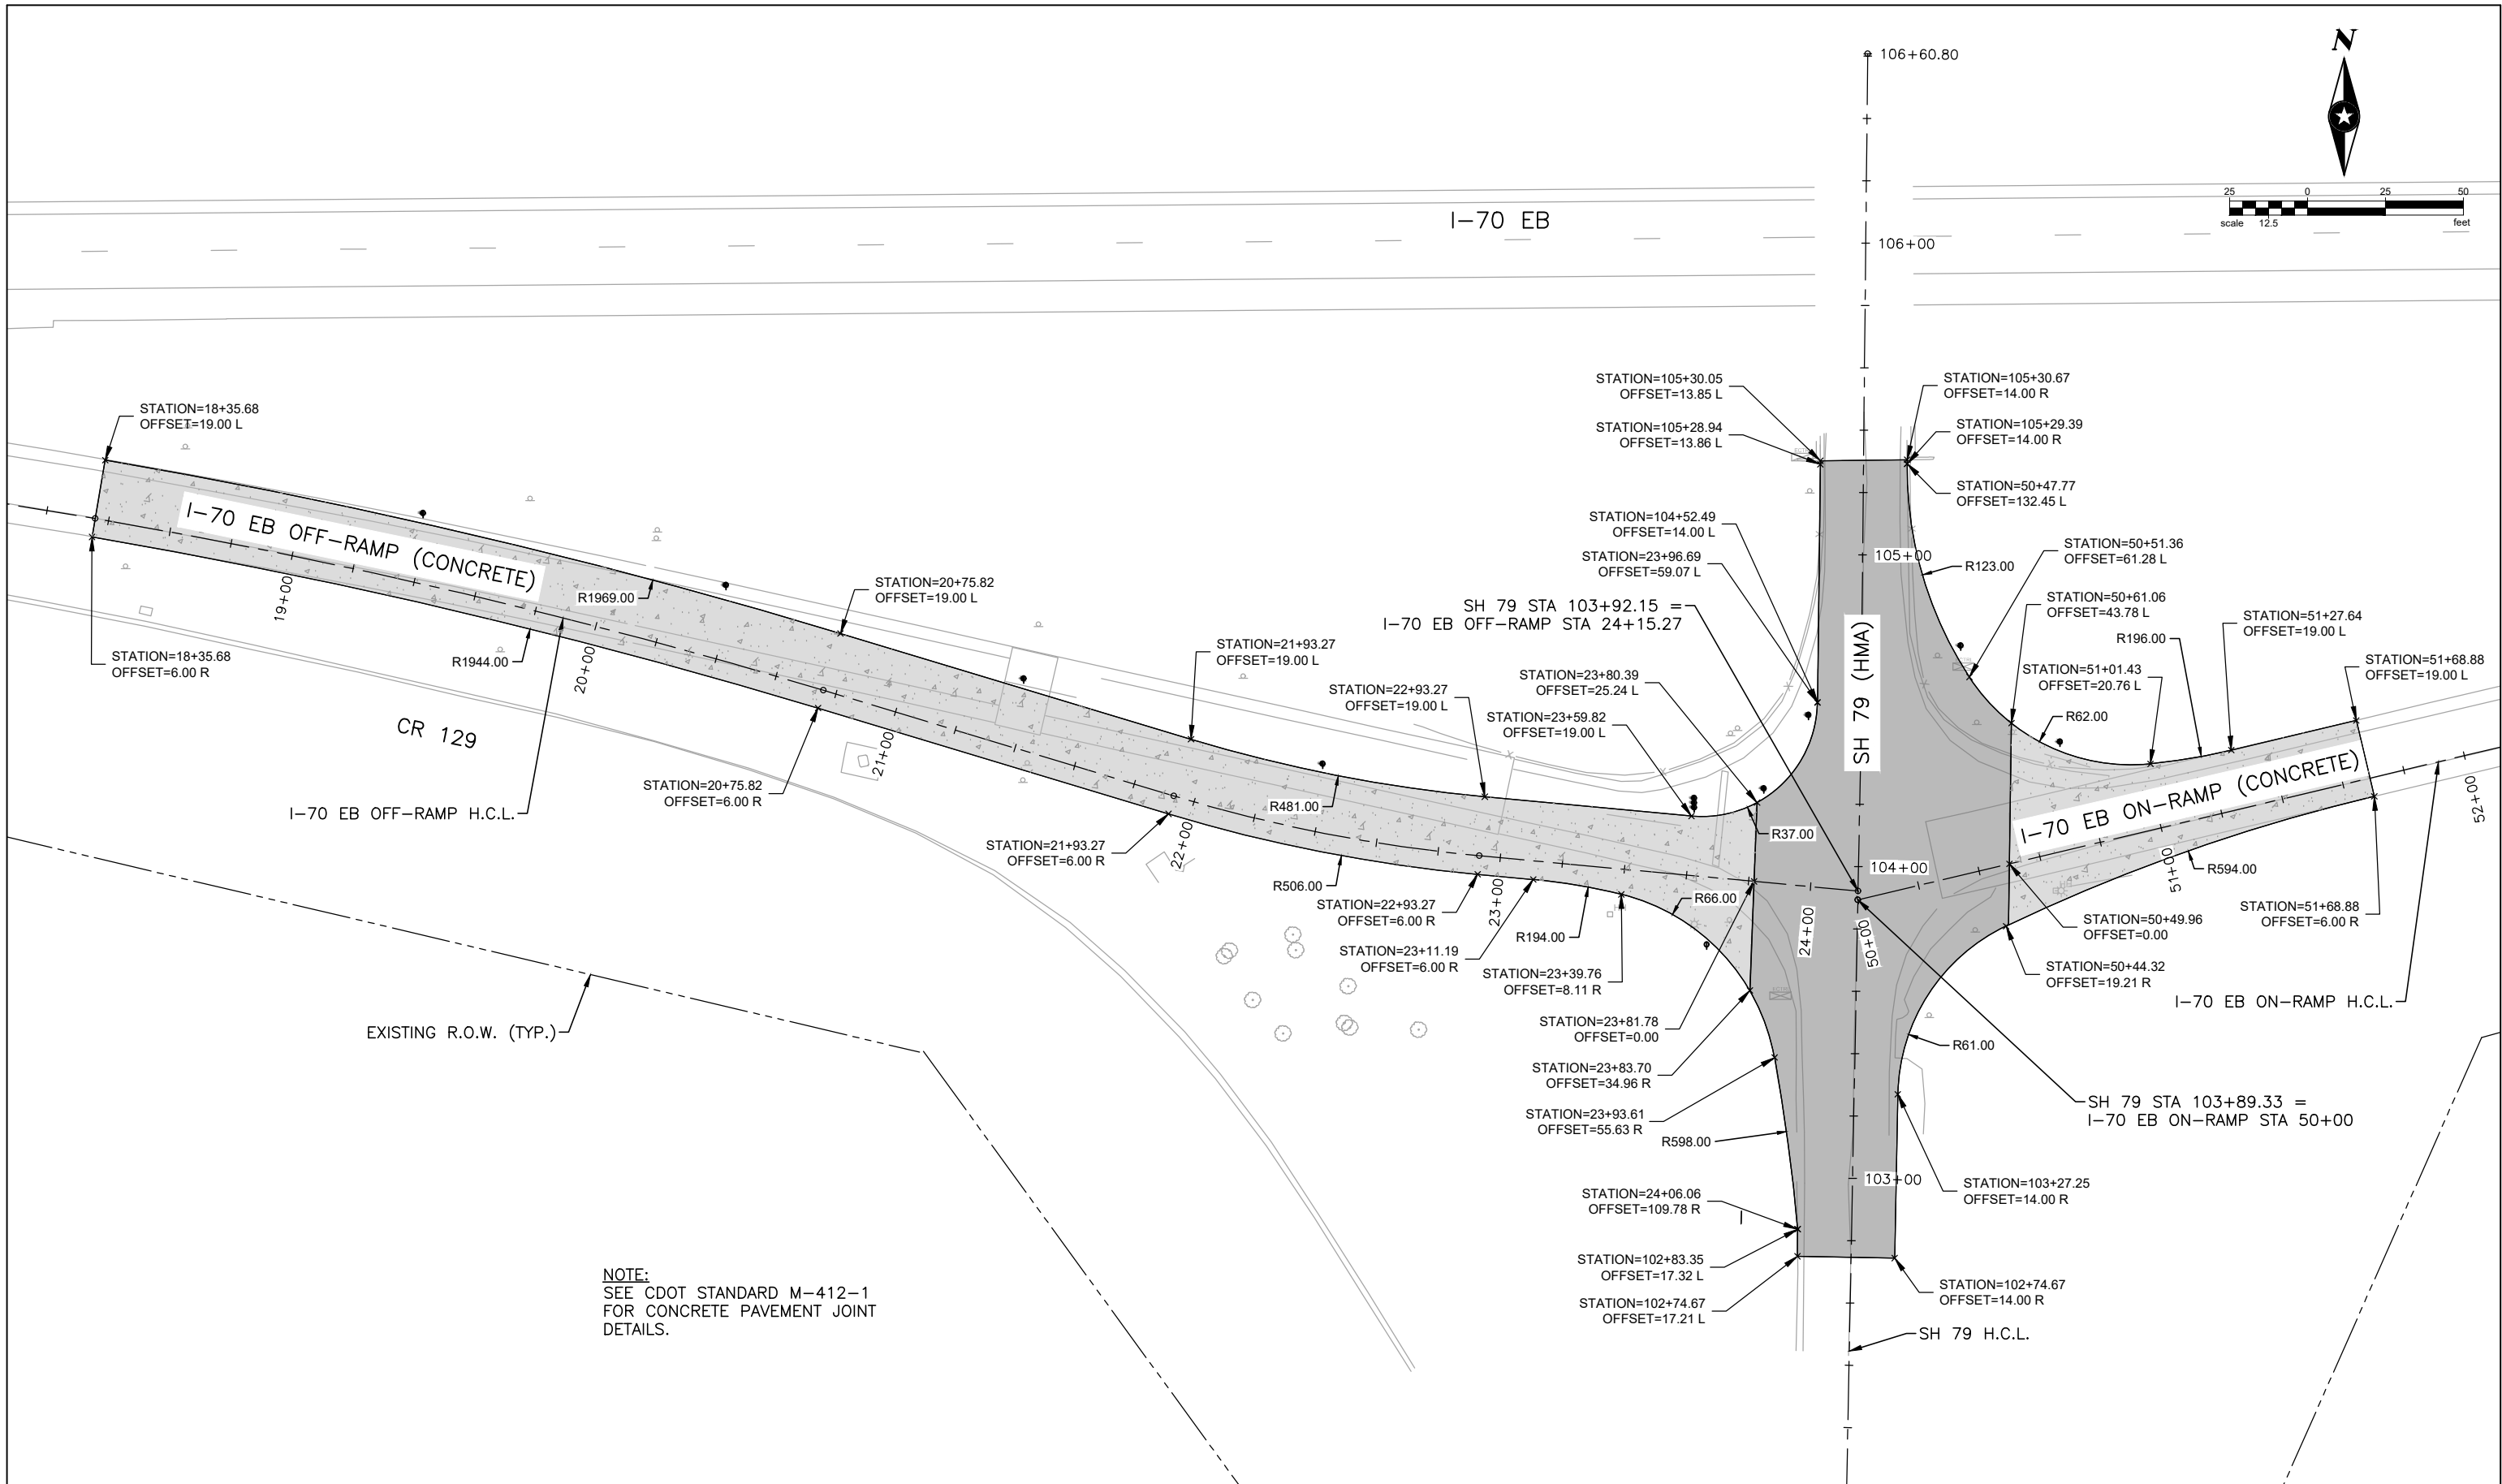 106+60.80
N
25 0 25 50
scale 12.5 feet
I-70 EB
106+00
STATION=105+30.05
OFFSET=13.85 L
STATION=105+30.67
OFFSET=14.00 R
STATION=18+35.68
OFFSET=19.00 L
STATION=105+28.94
OFFSET=13.86 L
STATION=105+29.39
OFFSET=14.00 R
STATION=50+47.77
OFFSET=132.45 L
I-70 EB OFF-RAMP (CONCRETE)
STATION=104+52.49
OFFSET=14.00 L
STATION=23+96.69
OFFSET=59.07 L
105+00
STATION=50+51.36
OFFSET=61.28 L
R123.00
19+00
R1969.00
STATION=20+75.82
OFFSET=19.00 L
SH 79 STA 103+92.15 =
I-70 EB OFF-RAMP STA 24+15.27
STATION=50+61.06
OFFSET=43.78 L
STATION=51+27.64
OFFSET=19.00 L
R196.00
STATION=18+35.68
OFFSET=6.00 R
R1944.00
20+00
STATION=21+93.27
OFFSET=19.00 L
STATION=23+80.39
OFFSET=25.24 L
SH 79 (HMA)
STATION=51+01.43
OFFSET=20.76 L
STATION=51+68.88
OFFSET=19.00 L
STATION=22+93.27
OFFSET=19.00 L
STATION=23+59.82
OFFSET=19.00 L
R62.00
CR 129
21+00
STATION=20+75.82
OFFSET=6.00 R
I-70 EB OFF-RAMP H.C.L.
R481.00
R37.00
I-70 EB ON-RAMP (CONCRETE)
52+00
STATION=21+93.27
OFFSET=6.00 R
22+00
104+00
51+00
R594.00
R506.00
STATION=22+93.27
OFFSET=6.00 R
23+00
R66.00
STATION=51+68.88
OFFSET=6.00 R
R194.00
24+00
50+00
STATION=50+49.96
OFFSET=0.00
STATION=23+11.19
OFFSET=6.00 R
STATION=23+39.76
OFFSET=8.11 R
STATION=50+44.32
OFFSET=19.21 R
I-70 EB ON-RAMP H.C.L.
EXISTING R.O.W. (TYP.)
STATION=23+81.78
OFFSET=0.00
R61.00
STATION=23+83.70
OFFSET=34.96 R
SH 79 STA 103+89.33 =
I-70 EB ON-RAMP STA 50+00
STATION=23+93.61
OFFSET=55.63 R
R598.00
103+00
STATION=103+27.25
OFFSET=14.00 R
STATION=24+06.06
OFFSET=109.78 R
STATION=102+83.35
OFFSET=17.32 L
STATION=102+74.67
OFFSET=14.00 R
STATION=102+74.67
OFFSET=17.21 L
SH 79 H.C.L.
NOTE:
SEE CDOT STANDARD M-412-1
FOR CONCRETE PAVEMENT JOINT
DETAILS.